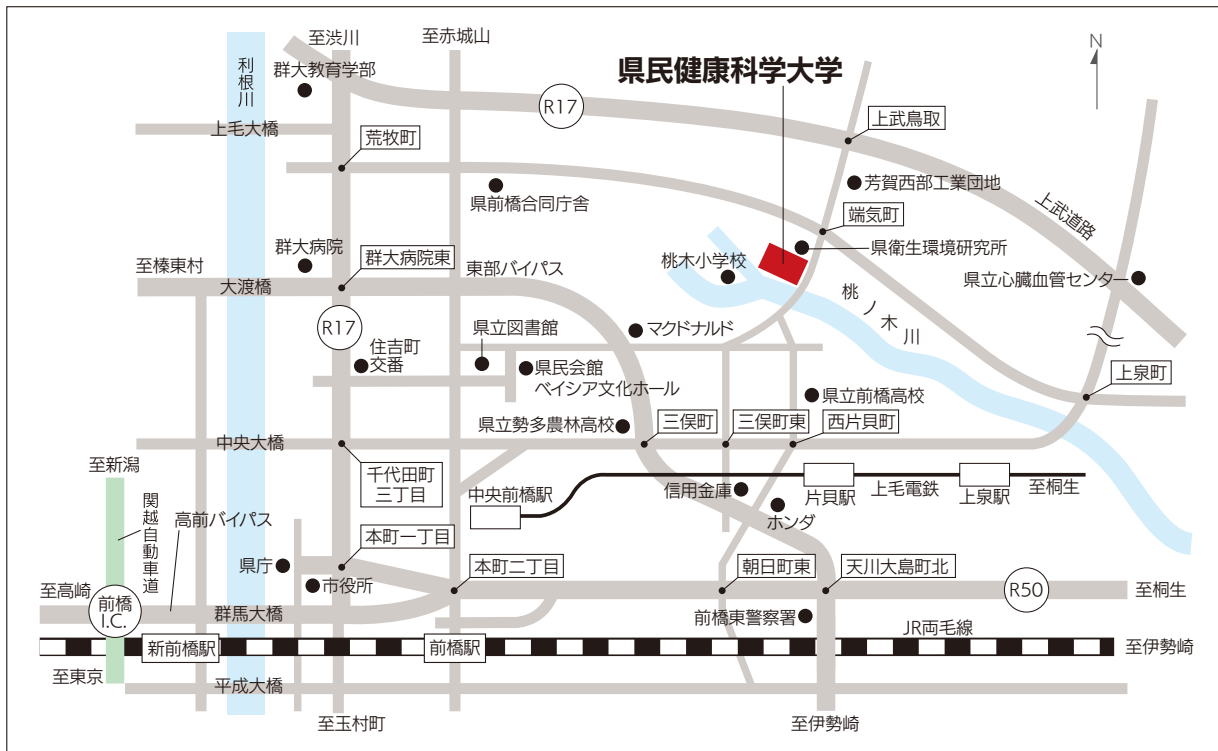 至渋川
至赤城山
N
利根川
群大教育学部
県民健康科学大学
R17
上毛大橋
荒牧町
上武鳥取
県前橋合同庁舎
芳賀西部工業団地
端気町
上武道路
群大病院
県衛生環境研究所
至榛東村
群大病院東
東部バイパス
桃木小学校
県立心臓血管センター
大渡橋
桃ノ木川
R17
県立図書館
マクドナルド
住吉町
交番
県民会館
ベイシア文化ホール
上泉町
県立前橋高校
県立勢多農林高校
三俣町
三俣町東
西片貝町
中央大橋
至新潟
千代田町
三丁目
中央前橋駅
信用金庫
片貝駅
上毛電鉄
上泉駅
至桐生
関越自動車道
高前バイパス
ホンダ
本町一丁目
県庁
市役所
本町二丁目
朝日町東
天川大島町北
至高崎
R50
至桐生
前橋
I.C.
群馬大橋
前橋東警察署
JR両毛線
新前橋駅
前橋駅
至伊勢崎
至東京
平成大橋
至玉村町
至伊勢崎